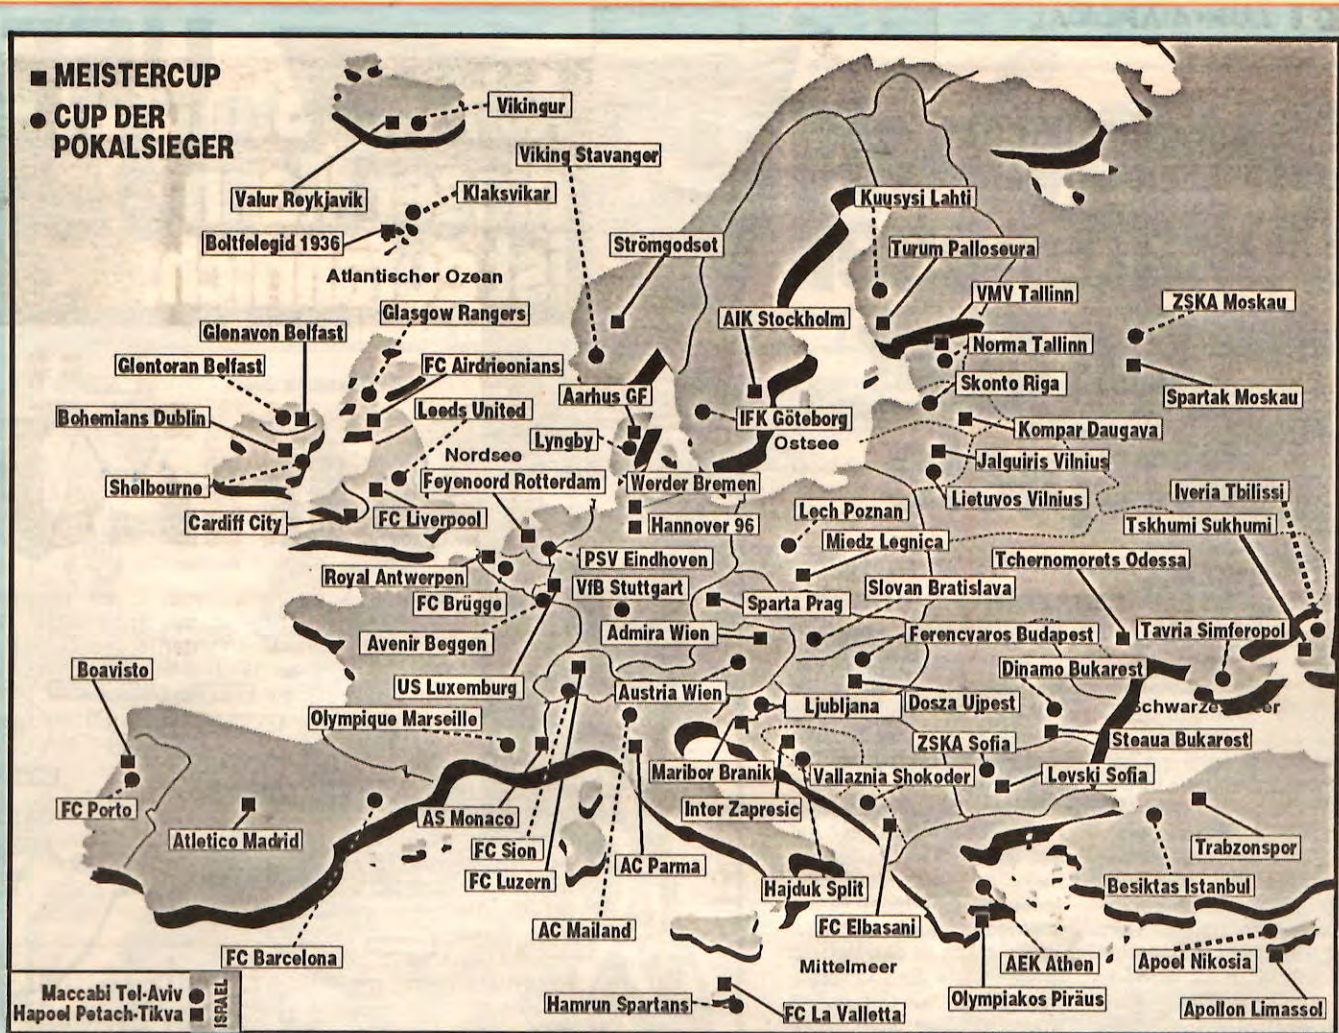 MEISTERCUP
CUP DER
POKALSIEGER
Vikingur
Viking Stavanger
Valur Reykjavik
Klaksvikar
Kuusysi Lahti
Boltfelegid 1936
Strömgodset
Turum Palloseura
Atlantischer Ozean
VMV Tallinn
ZSKA Moskau
Glasgow Rangers
AIK Stockholm
Glenavon Belfast
Norma Tallinn
Glentoran Belfast
FC Airdrieonians
Skonto Riga
Aarhus GF
Spartak Moskau
Bohemians Dublin
Leeds United
IFK Göteborg
Kompar Daugava
Lyngby
Ostsee
Nordsee
Jalguiris Vilnius
Shelbourne
Feyenoord Rotterdam
Werder Bremen
Lietuvos Vilnius
Iveria Tbilissi
Cardiff City
FC Liverpool
Hannover 96
Lech Poznan
Tskhumi Sukhumi
Miedz Legnica
PSV Eindhoven
Tchernomorets Odessa
Royal Antwerpen
VfB Stuttgart
Slovan Bratislava
FC Brügge
Sparta Prag
Admira Wien
Ferencvaros Budapest
Tavria Simferopol
Avenir Beggen
Boavisto
Dinamo Bukarest
US Luxemburg
Austria Wien
Ljubljana
Dosza Ujpest
Olympique Marseille
ZSKA Sofia
Steaua Bukarest
Maribor Branik
Vallaznia Shokoder
Levski Sofia
FC Porto
Inter Zapresic
AS Monaco
Atletico Madrid
FC Sion
Trabzonspor
FC Luzern
AC Parma
Hajduk Split
Besiktas Istanbul
AC Mailand
FC Elbasani
FC Barcelona
Mittelmeer
AEK Athen
Apoel Nikosia
Maccabi Tel-Aviv
Hapoel Petach-Tikva
ISRAEL
Hamrun Spartans
FC La Valletta
Olympiakos Piräus
Apollon Limassol